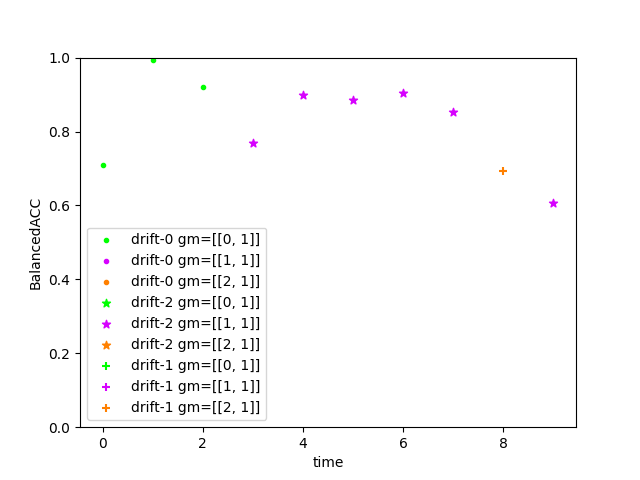 1.0
0.8
0.6
0.4
0.2
0.0
BalancedACC
drift-0 gm=[[0, 1]]
drift-0 gm=[[1, 1]]
drift-0 gm=[[2, 1]]
drift-2 gm=[[0, 1]]
drift-2 gm=[[1, 1]]
drift-2 gm=[[2, 1]]
drift-1 gm=[[0, 1]]
drift-1 gm=[[1, 1]]
drift-1 gm=[[2, 1]]
0 2 4 6 8
time